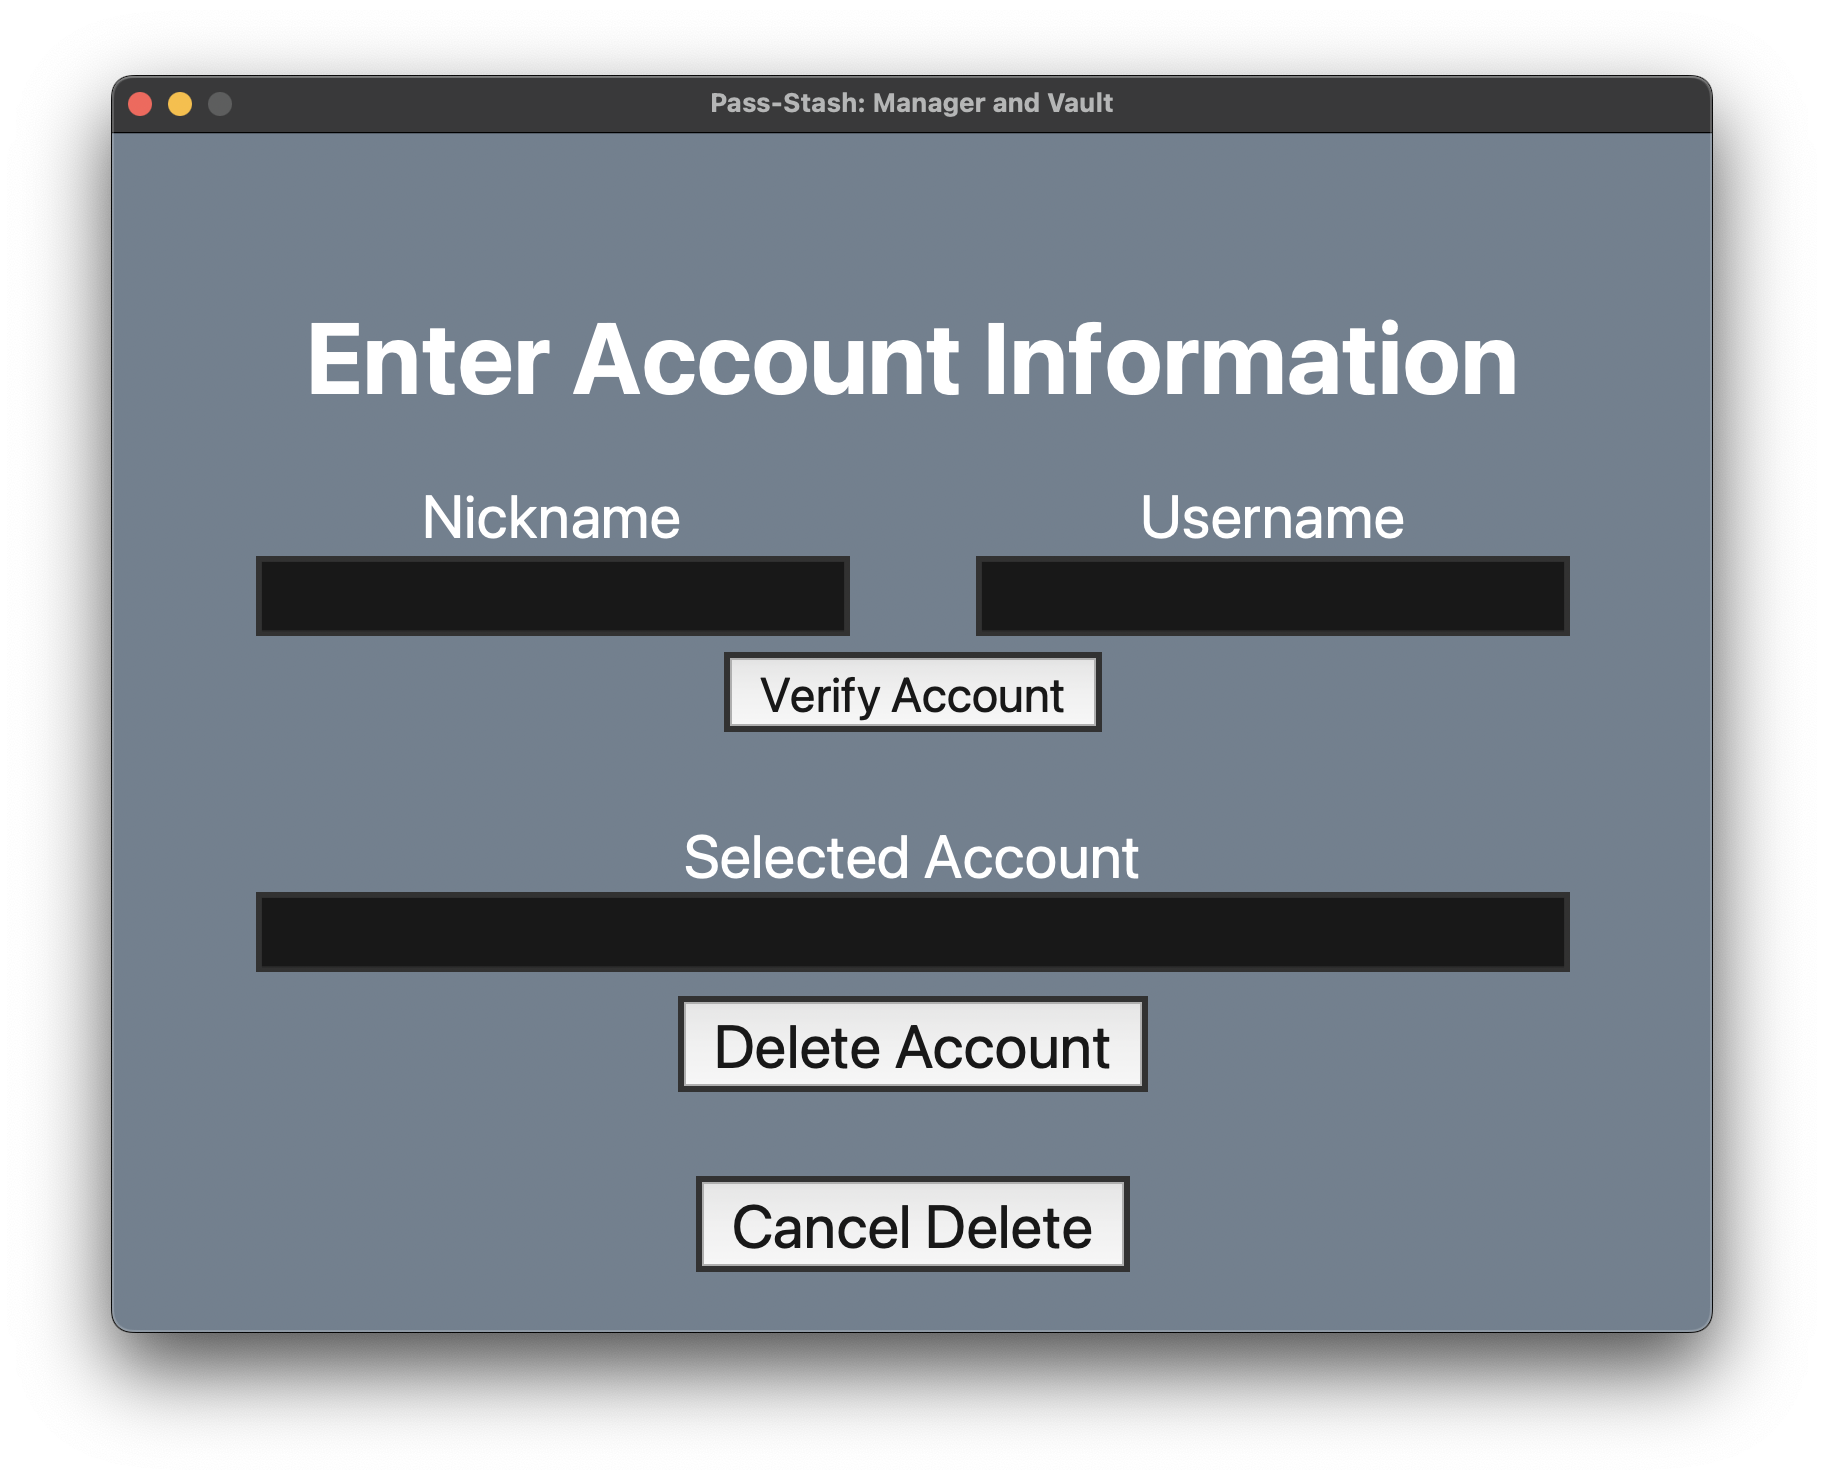 Pass-Stash: Manager and Vault
Enter Account Information
Nickname
Username
Verify Account
Selected Account
Delete Account
Cancel Delete